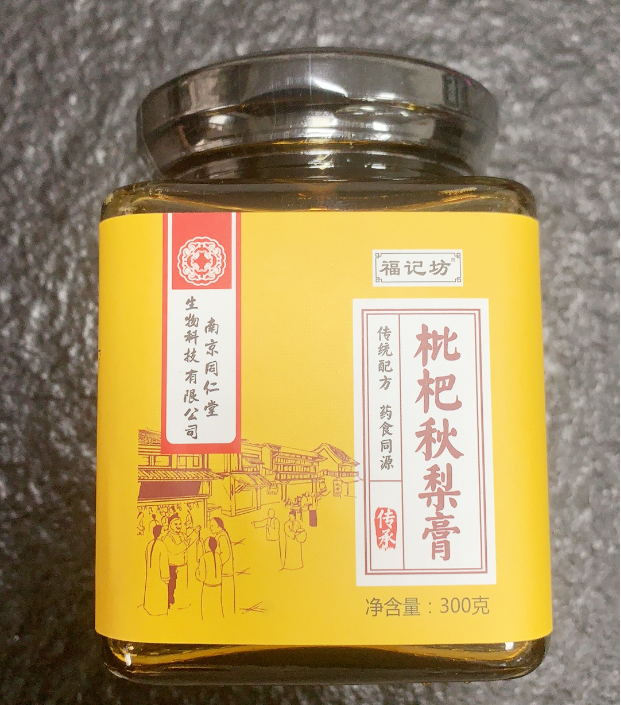 南京同仁堂
生物科技有限公司
福记坊®
枇杷秋梨膏
传统配方 药食同源
传承
净含量：300克